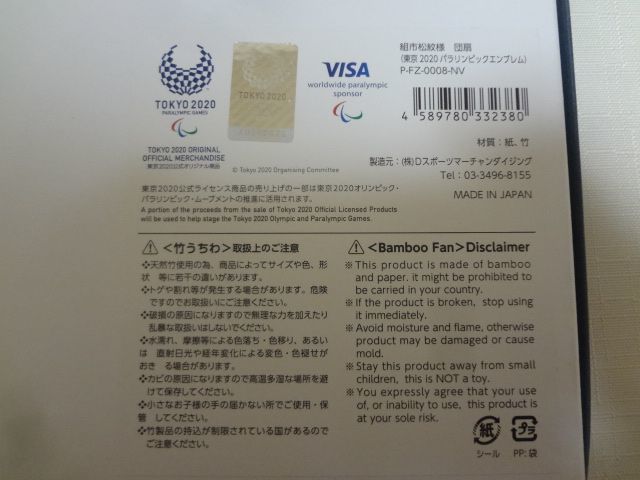 TOKYO 2020
PARALYMPIC GAMES
TOKYO 2020 ORIGINAL
OFFICIAL MERCHANDISE
東京2020公式オリジナル商品
TOKYO 2020
VISA
worldwide paralympic
sponsor
© Tokyo 2020 Organising Committee
組市松紋様 団扇
(東京2020パラリンピックエンブレム)
P-FZ-0008-NV
4 589780 332380
材質：紙、竹
製造元：(株)Dスポーツマーチャンダイジング
Tel：03-3496-8155
MADE IN JAPAN
東京2020公式ライセンス商品の売り上げの一部は東京2020オリンピック・
パラリンピック・ムーブメントの推進に活用されます。
A portion of the proceeds from the sale of Tokyo 2020 Official Licensed Products
will be used to help stage the Tokyo 2020 Olympic and Paralympic Games.
＜竹うちわ＞取扱上のご注意
❖天然竹使用の為、商品によってサイズや色、形
状 等に若干の違いがあります。
❖トゲや割れ等が発生する場合があります。危険
ですのでお取扱いにご注意ください。
❖破損の原因になりますので無理な力を加えたり
乱暴な取扱いはしないでください。
❖水濡れ、摩擦等による色落ち・色移り、あるい
は 直射日光や経年変化による変色・色褪せが
おき る場合があります。
❖カビの原因になりますので高温多湿な場所を避
けて保存してください。
❖小さなお子様の手の届かない所でご使用・保
管 してください。
❖竹製品の持込が制限されている国があるので
ご注意ください。
＜Bamboo Fan＞Disclaimer
※This product is made of bamboo
and paper. it might be prohibited to
be carried in your country.
※If the product is broken, stop using
it immediately.
※Avoid moisture and flame, otherwise
product may be damaged or cause
mold.
※Stay this product away from small
children, this is NOT a toy.
※You expressly agree that your use
of, or inability to use, this product is
at your sole risk.
紙
シール
プラ
PP：袋